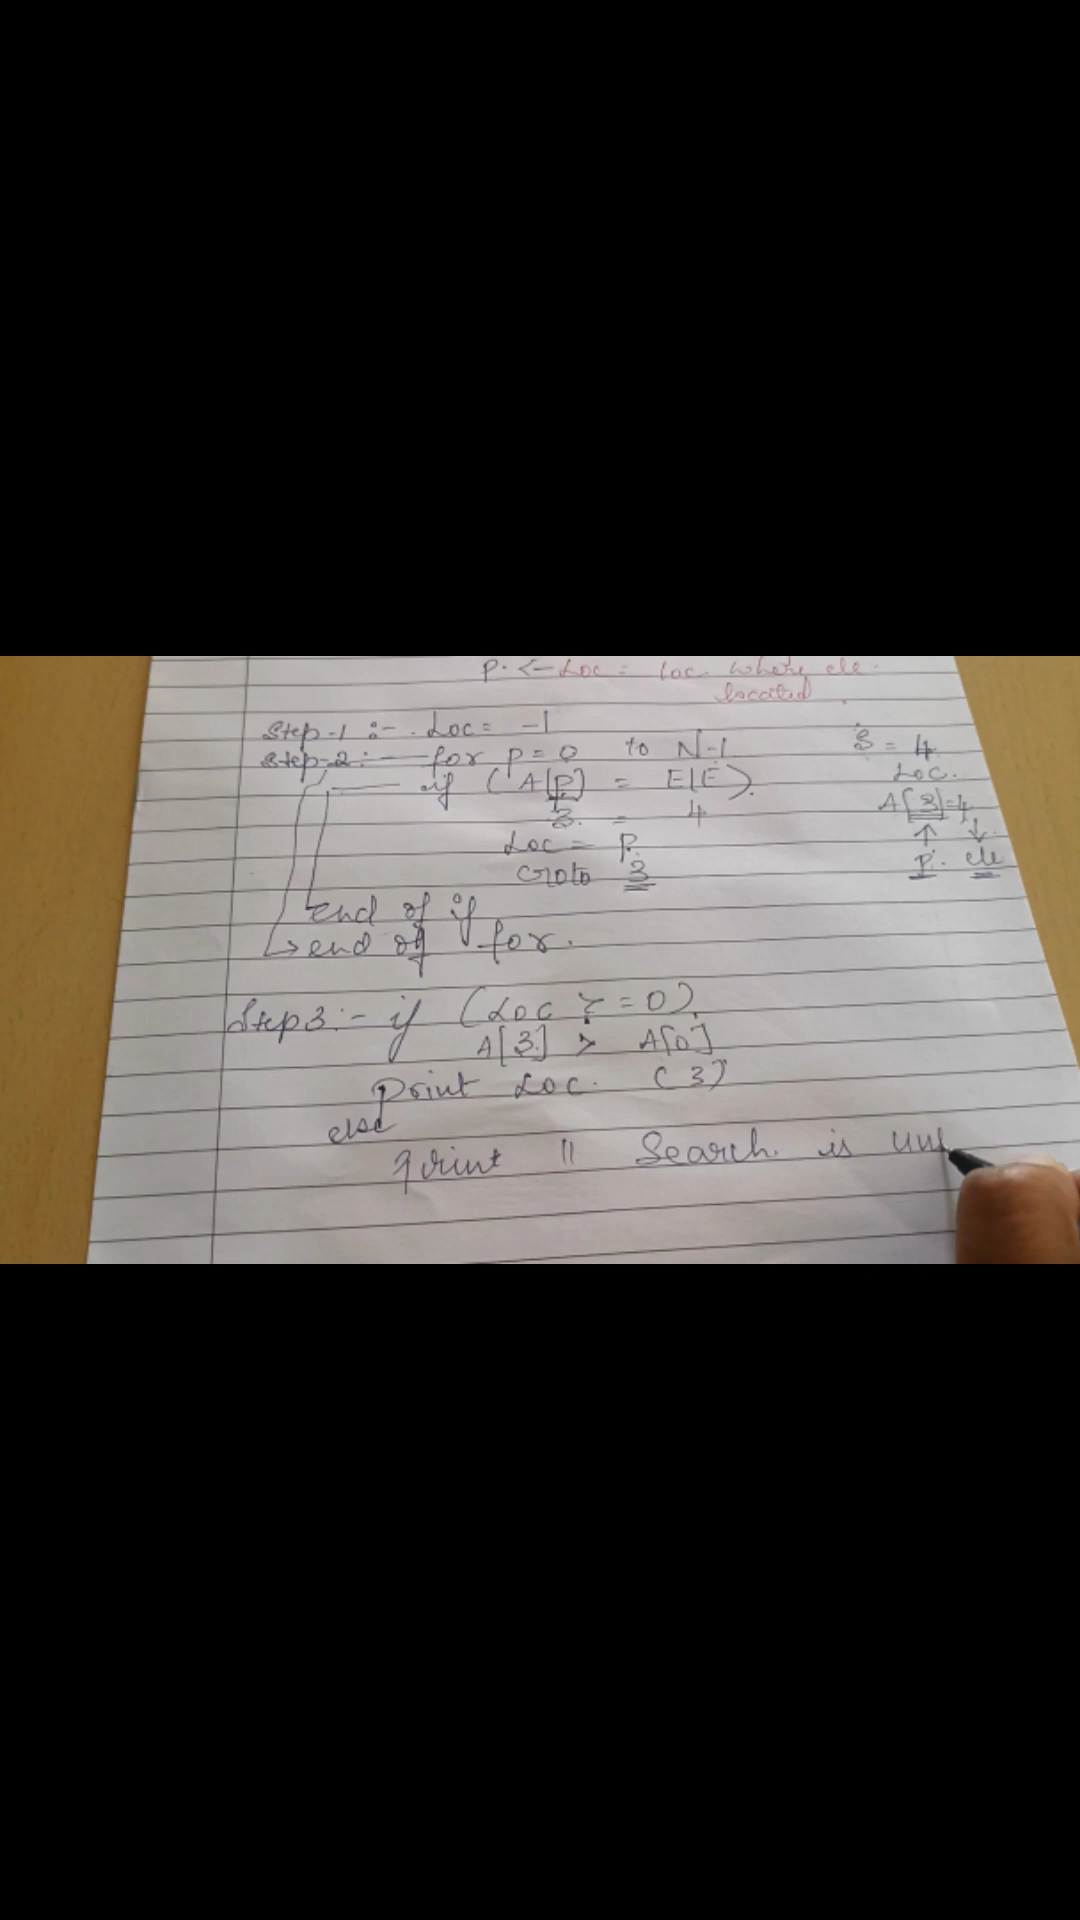 P. <- Loc = loc. where ele.
located.
Step-1 :- Loc = -1
Step-2 :- for P = 0 to N-1
if (A[P] = ELE).
3. = 4
Loc = P.
Goto 3
end of if
end of for.
S = 4
Loc.
A[3]=4
P. ele
Step 3 :- if (Loc >= 0)
A[3] > A[0]
print Loc. (3)
else
print " Search. is